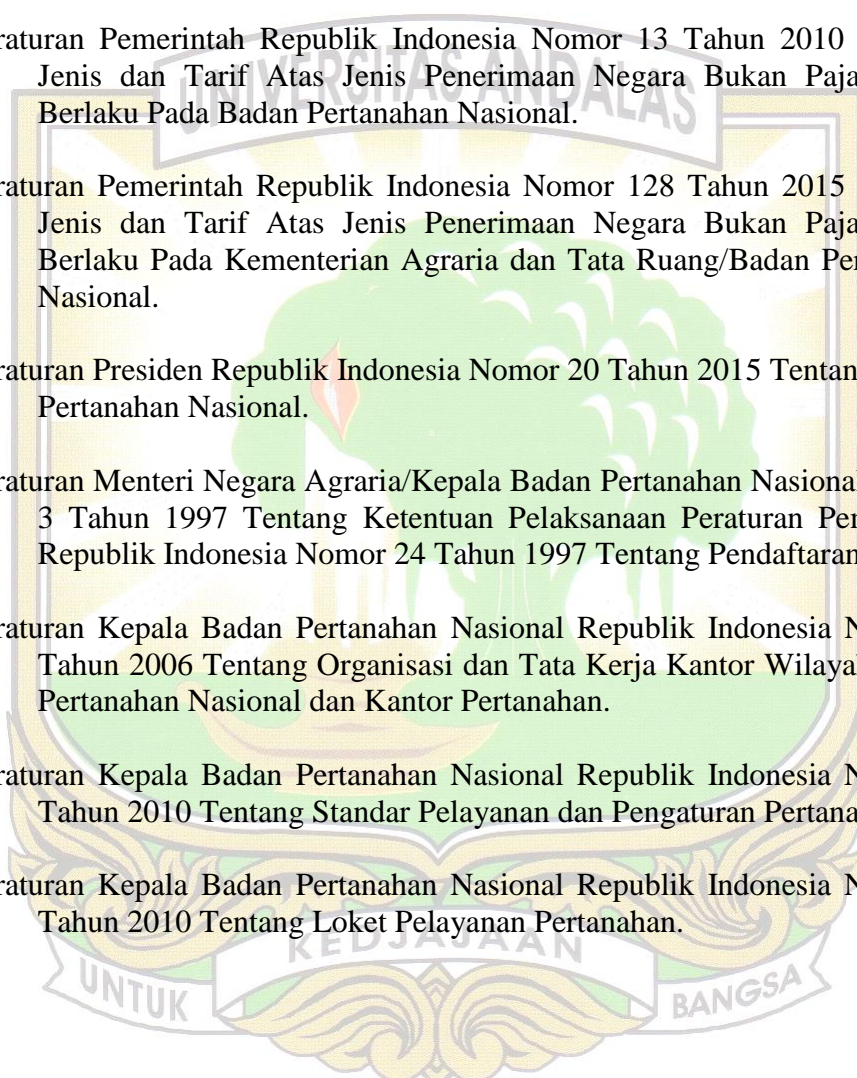 raturan Pemerintah Republik Indonesia Nomor 13 Tahun 2010
Jenis dan Tarif Atas Jenis Penerimaan Negara Bukan Paja
Berlaku Pada Badan Pertanahan Nasional.
raturan Pemerintah Republik Indonesia Nomor 128 Tahun 2015
Jenis dan Tarif Atas Jenis Penerimaan Negara Bukan Paja
Berlaku Pada Kementerian Agraria dan Tata Ruang/Badan Per
Nasional.
raturan Presiden Republik Indonesia Nomor 20 Tahun 2015 Tentan
Pertanahan Nasional.
raturan Menteri Negara Agraria/Kepala Badan Pertanahan Nasional
3 Tahun 1997 Tentang Ketentuan Pelaksanaan Peraturan Pem
Republik Indonesia Nomor 24 Tahun 1997 Tentang Pendaftaran
raturan Kepala Badan Pertanahan Nasional Republik Indonesia N
Tahun 2006 Tentang Organisasi dan Tata Kerja Kantor Wilaya
Pertanahan Nasional dan Kantor Pertanahan.
raturan Kepala Badan Pertanahan Nasional Republik Indonesia N
Tahun 2010 Tentang Standar Pelayanan dan Pengaturan Pertana
raturan Kepala Badan Pertanahan Nasional Republik Indonesia N
Tahun 2010 Tentang Loket Pelayanan Pertanahan.
UNIVERSITAS ANDALAS
UNTUK KEDJAJAAN BANGSA